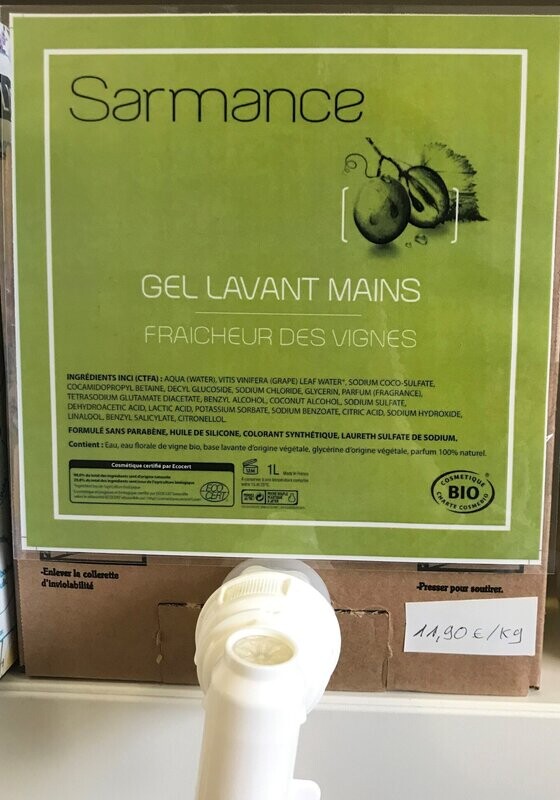 Sarmance
GEL LAVANT MAINS
FRAICHEUR DES VIGNES
INGRÉDIENTS INCI (CTFA) : AQUA (WATER), VITIS VINIFERA (GRAPE) LEAF WATER*, SODIUM COCO-SULFATE,
COCAMIDOPROPYL BETAINE, DECYL GLUCOSIDE, SODIUM CHLORIDE, GLYCERIN, PARFUM (FRAGRANCE),
TETRASODIUM GLUTAMATE DIACETATE, BENZYL ALCOHOL, COCONUT ALCOHOL, SODIUM SULFATE,
DEHYDROACETIC ACID, LACTIC ACID, POTASSIUM SORBATE, SODIUM BENZOATE, CITRIC ACID, SODIUM HYDROXIDE,
LINALOOL, BENZYL SALICYLATE, CITRONELLOL.
FORMULÉ SANS PARABÈNE, HUILE DE SILICONE, COLORANT SYNTHÉTIQUE, LAURETH SULFATE DE SODIUM.
Contient : Eau, eau florale de vigne bio, base lavante d'origine végétale, glycérine d'origine végétale, parfum 100% naturel.
Cosmétique certifié par Ecocert
ECO CERT
12M
1L Made in France
COSMETIQUE
BIO
CHARTE COSMEBIO
-Enlever la collerette
d'inviolabilité
-Presser pour soutirer.
11,90 €/Kg